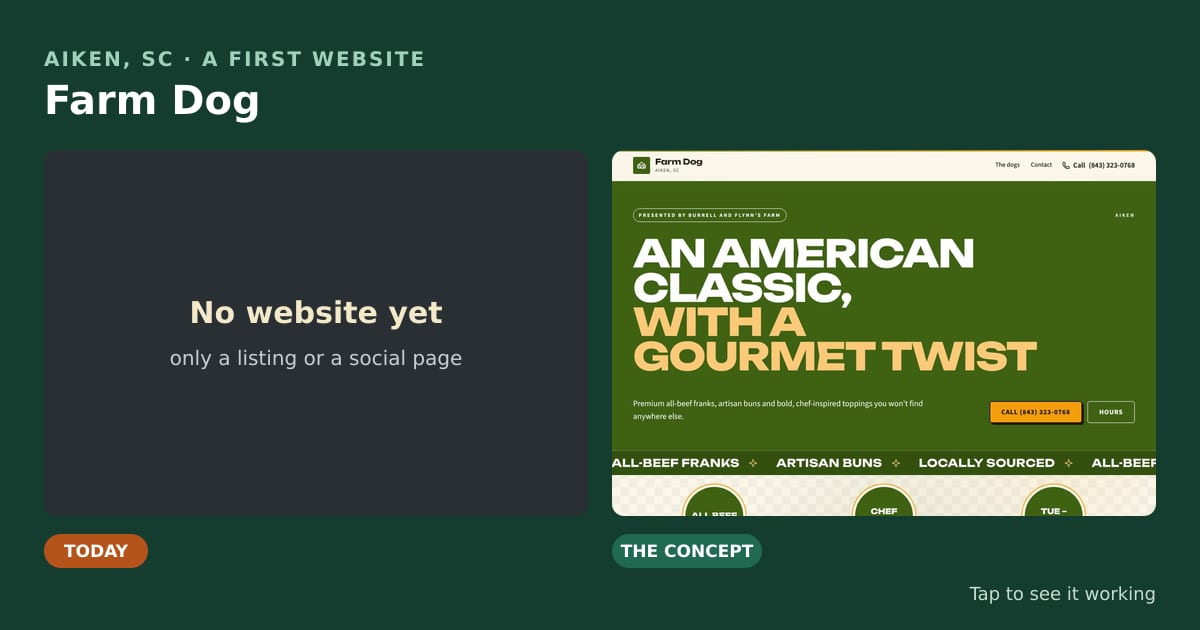 AIKEN, SC · A FIRST WEBSITE
Farm Dog
No website yet
only a listing or a social page
TODAY
Farm Dog
AIKEN, SC
The dogs
Contact
Call (843) 323-0768
PRESENTED BY BURRELL AND FLYNN'S FARM
AIKEN
AN AMERICAN
CLASSIC,
WITH A
GOURMET TWIST
Premium all-beef franks, artisan buns and bold, chef-inspired toppings you won't find
anywhere else.
CALL (843) 323-0768
HOURS
ALL-BEEF FRANKS ✧ ARTISAN BUNS ✧ LOCALLY SOURCED ✧ ALL-BEEF
ALL-BEEF
CHEF
TUE –
THE CONCEPT
Tap to see it working